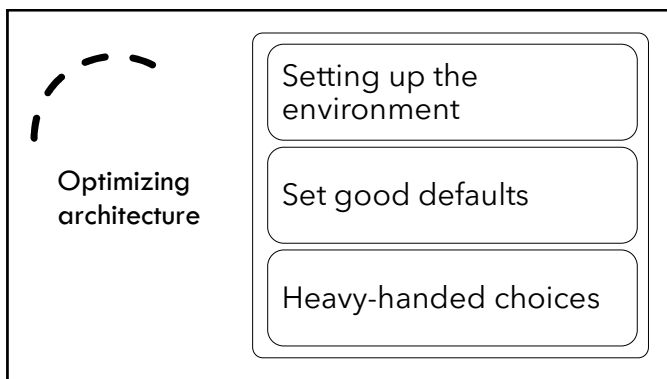 Optimizing
architecture
Setting up the
environment
Set good defaults
Heavy-handed choices